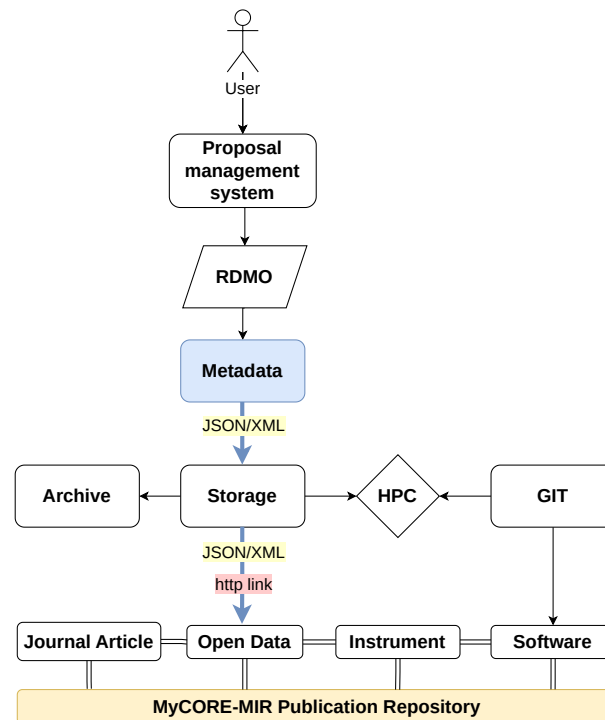 User
Proposal
management
system
RDMO
Metadata
JSON/XML
Archive
Storage
HPC
GIT
JSON/XML
http link
Journal Article
Open Data
Instrument
Software
MyCORE-MIR Publication Repository